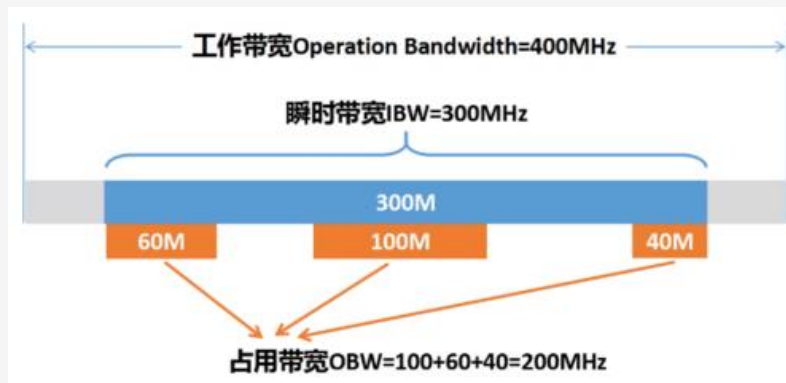 工作带宽Operation Bandwidth=400MHz
瞬时带宽IBW=300MHz
300M
60M 100M 40M
占用带宽OBW=100+60+40=200MHz